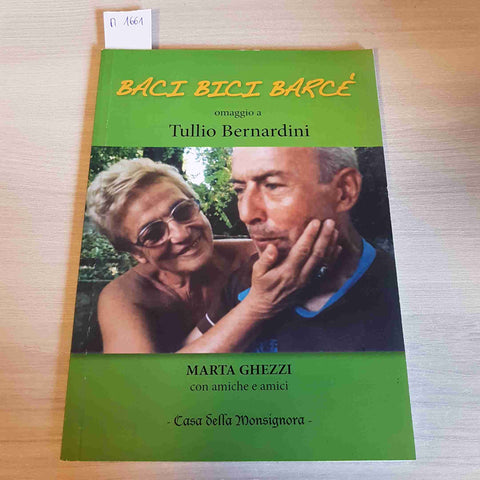 П 1661
BACI BICI BARCÈ
omaggio a
Tullio Bernardini
MARTA GHEZZI
con amiche e amici
- Casa della Monsignora -